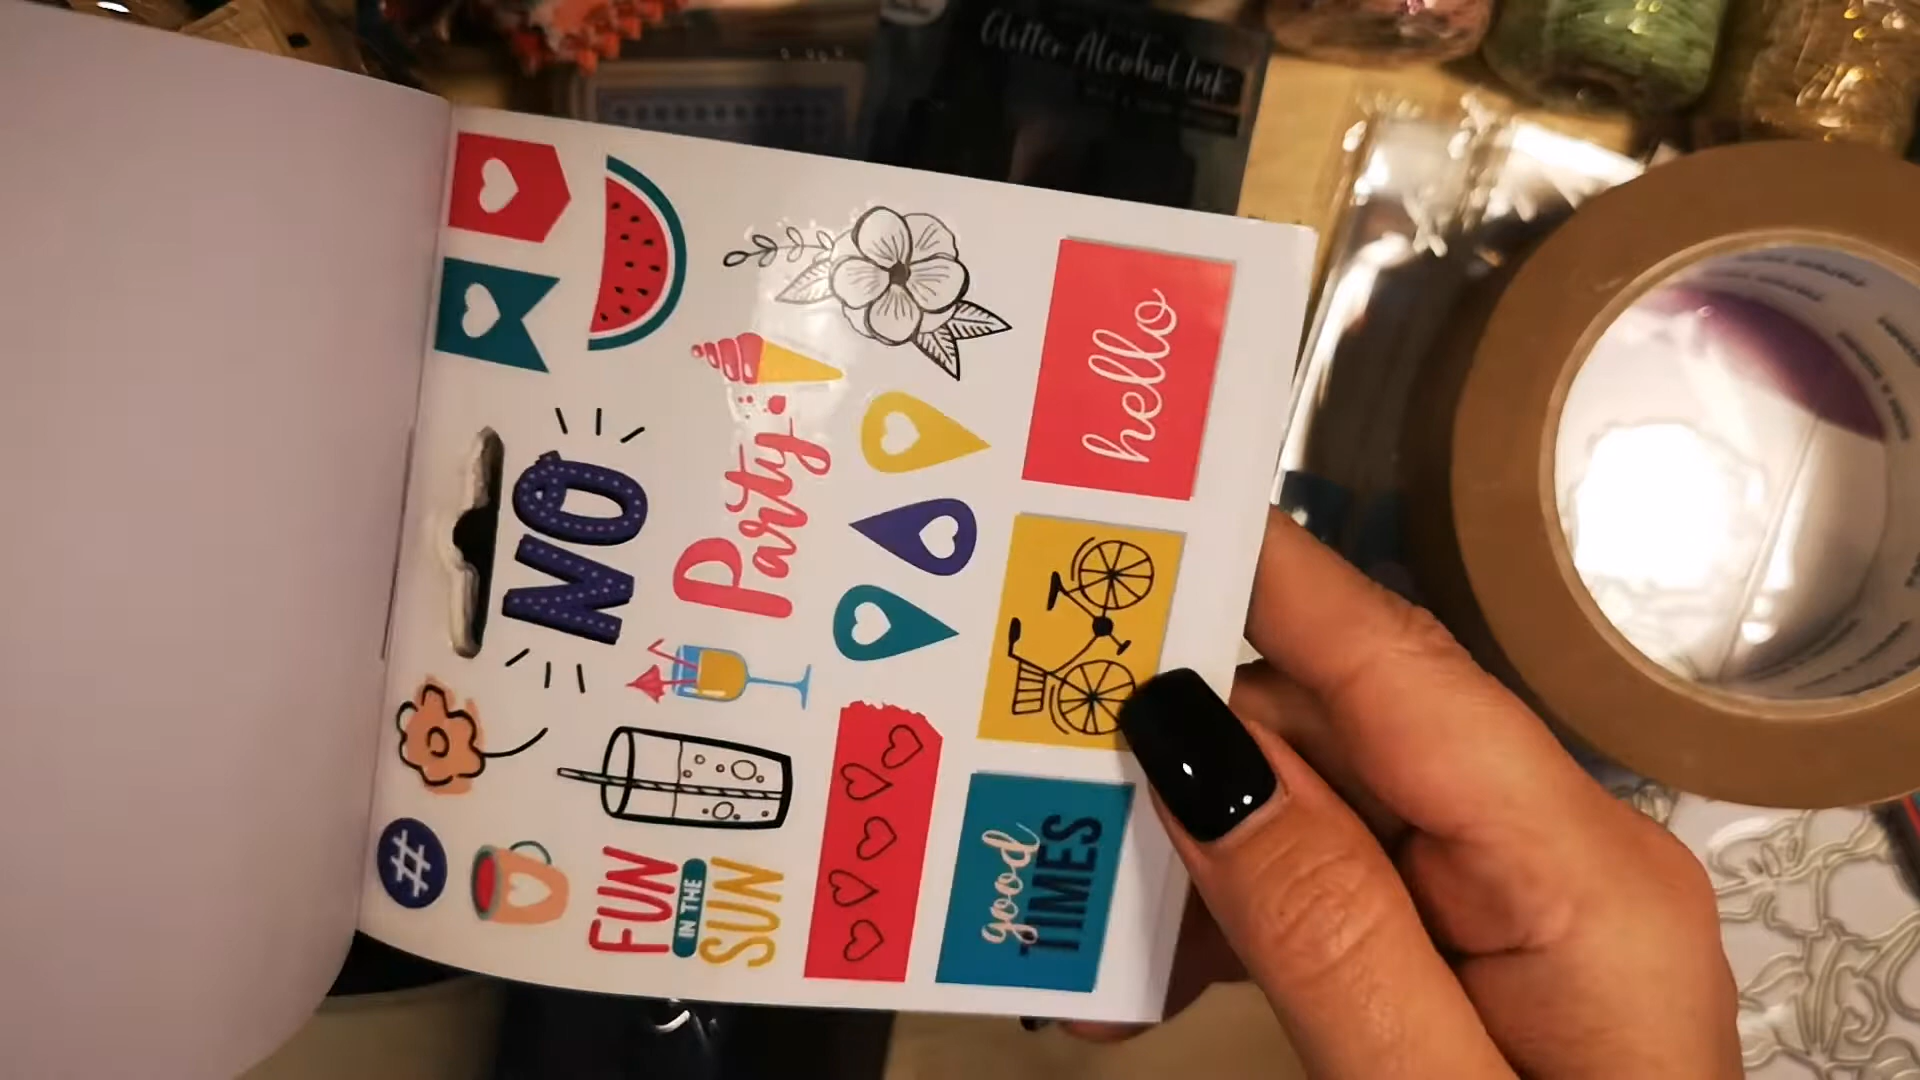 Glitter Alcohol Ink
hello
Party
NO
good
TIMES
FUN
IN THE
SUN
#